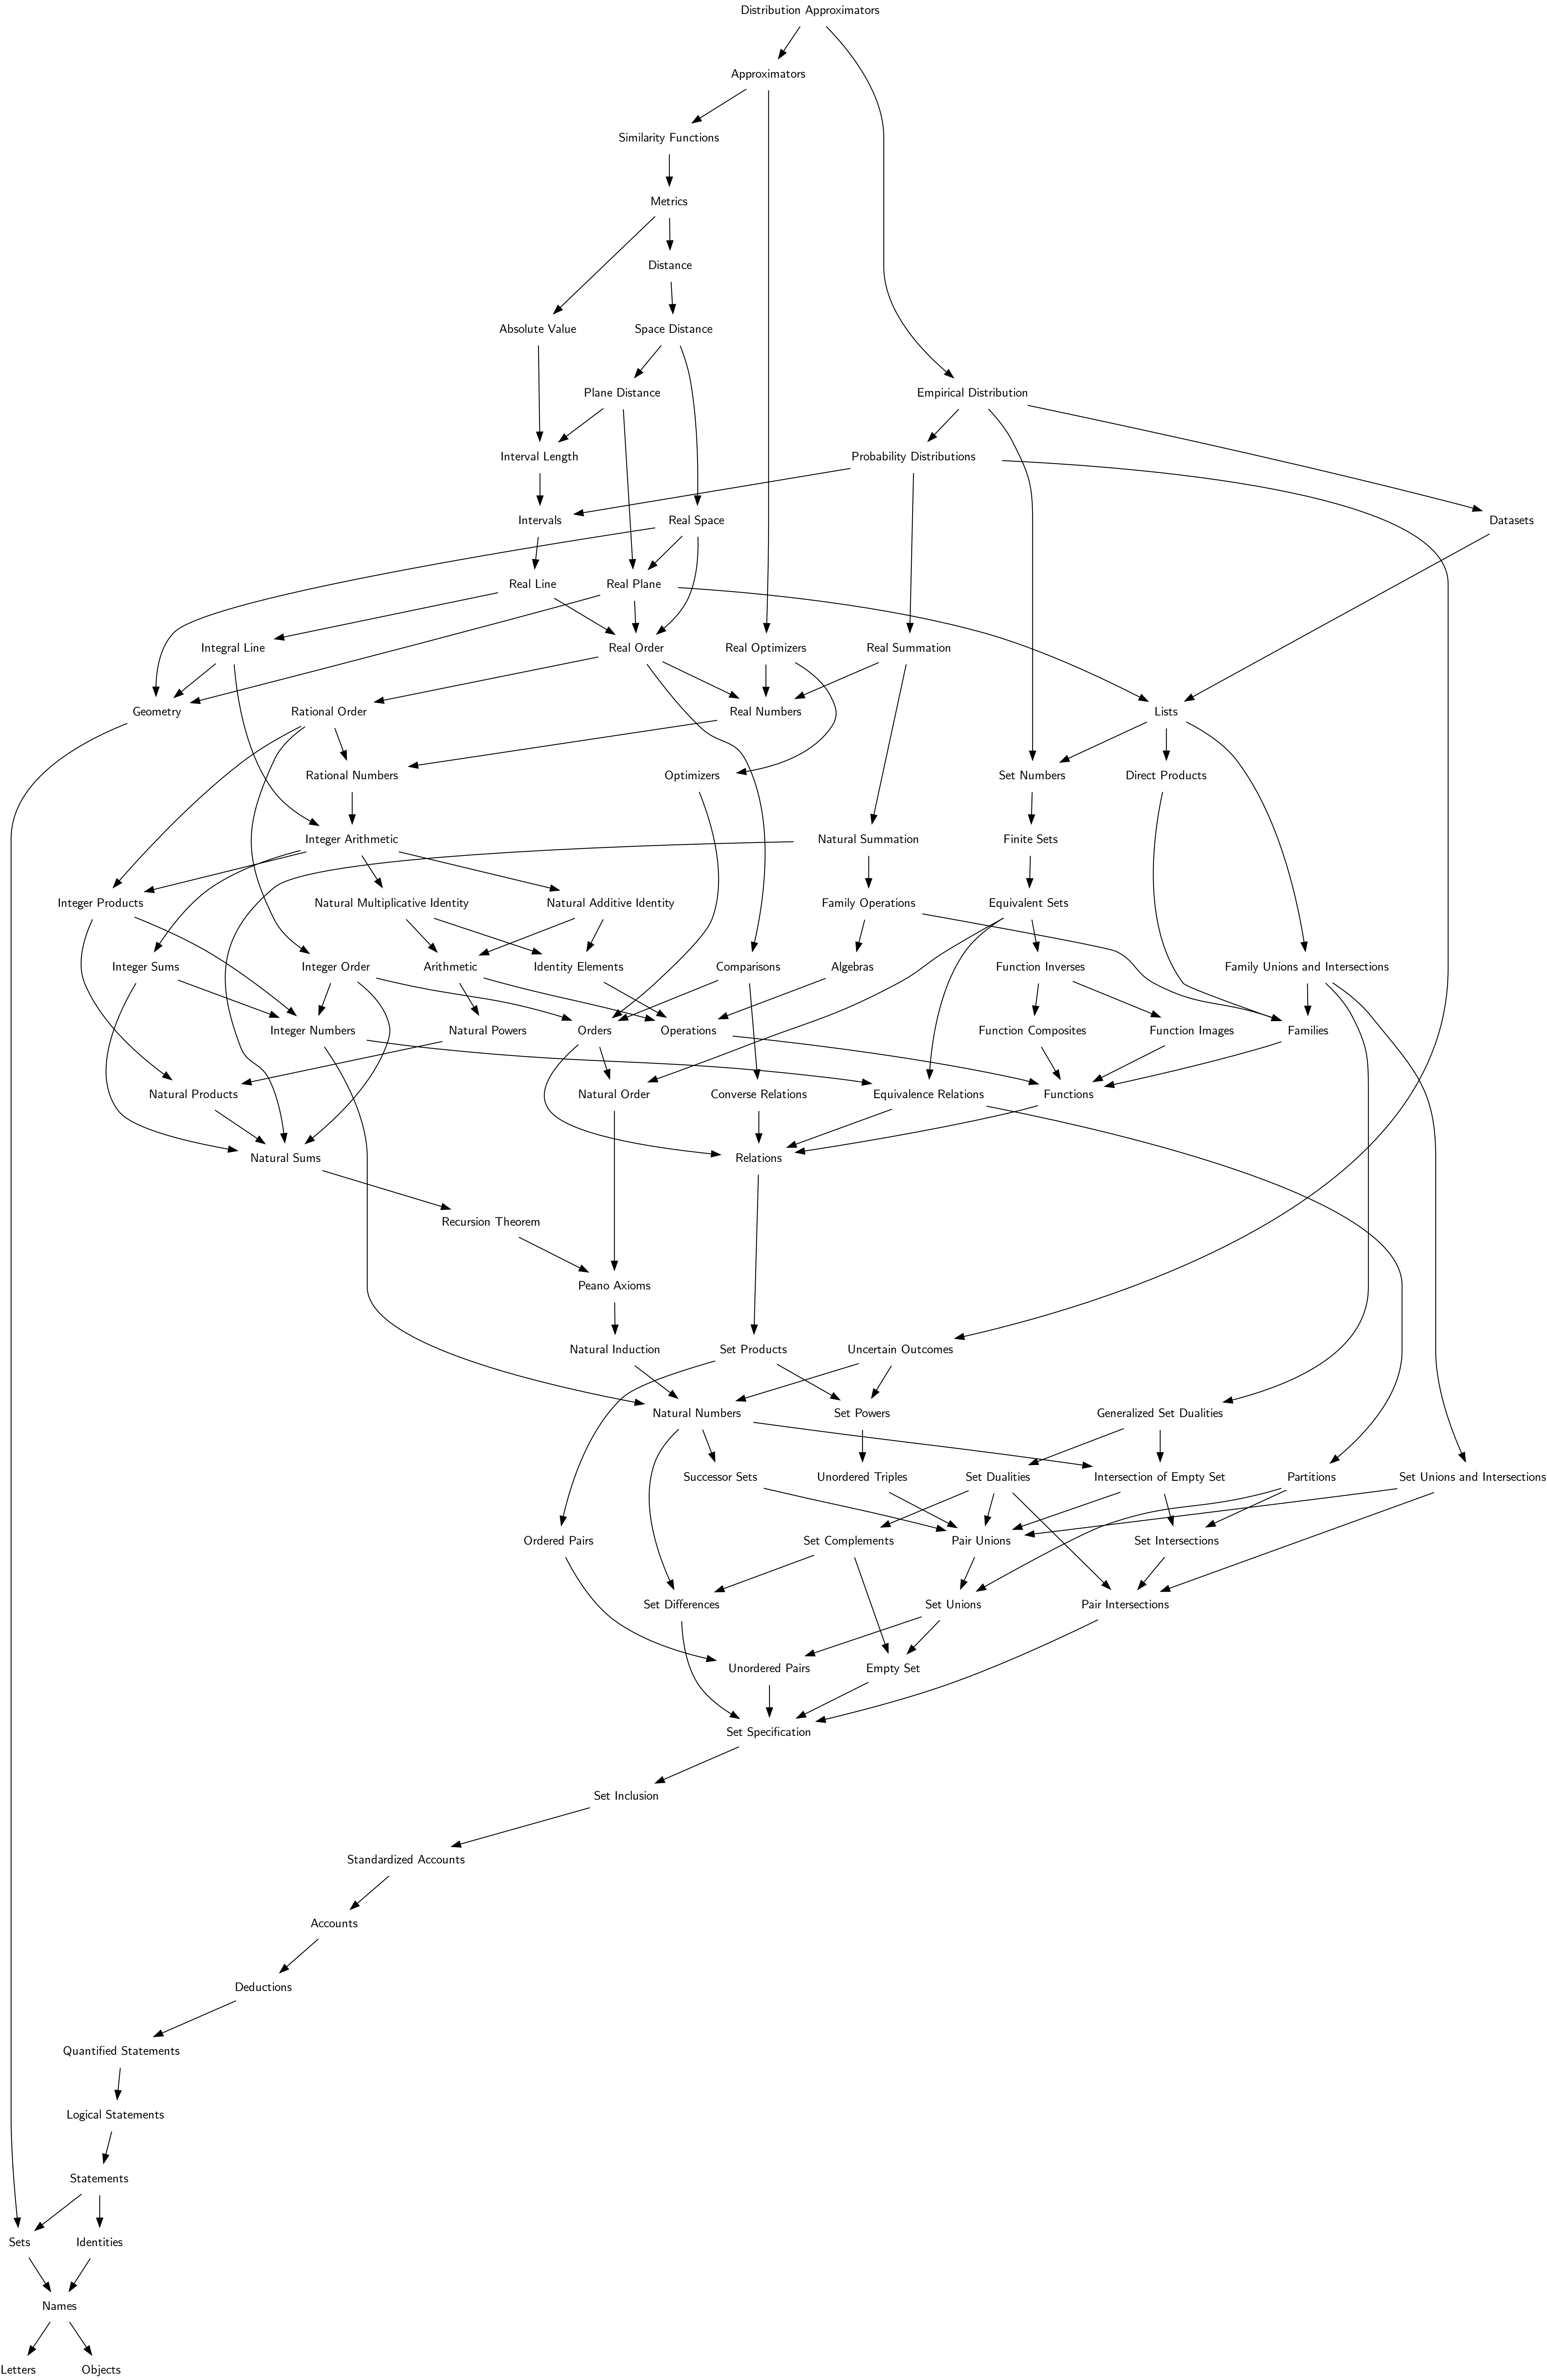 Distribution Approximators
Approximators
Similarity Functions
Metrics
Distance
Absolute Value
Space Distance
Plane Distance
Empirical Distribution
Interval Length
Probability Distributions
Intervals
Real Space
Datasets
Real Line
Real Plane
Integral Line
Real Order
Real Optimizers
Real Summation
Geometry
Rational Order
Real Numbers
Lists
Rational Numbers
Optimizers
Set Numbers
Direct Products
Integer Arithmetic
Natural Summation
Finite Sets
Integer Products
Natural Multiplicative Identity
Natural Additive Identity
Family Operations
Equivalent Sets
Integer Sums
Integer Order
Arithmetic
Identity Elements
Comparisons
Algebras
Function Inverses
Family Unions and Intersections
Integer Numbers
Natural Powers
Orders
Operations
Function Composites
Function Images
Families
Natural Products
Natural Order
Converse Relations
Equivalence Relations
Functions
Natural Sums
Relations
Recursion Theorem
Peano Axioms
Natural Induction
Set Products
Uncertain Outcomes
Natural Numbers
Set Powers
Generalized Set Dualities
Successor Sets
Unordered Triples
Set Dualities
Intersection of Empty Set
Partitions
Set Unions and Intersections
Ordered Pairs
Set Complements
Pair Unions
Set Intersections
Set Differences
Set Unions
Pair Intersections
Unordered Pairs
Empty Set
Set Specification
Set Inclusion
Standardized Accounts
Accounts
Deductions
Quantified Statements
Logical Statements
Statements
Sets
Identities
Names
Letters
Objects